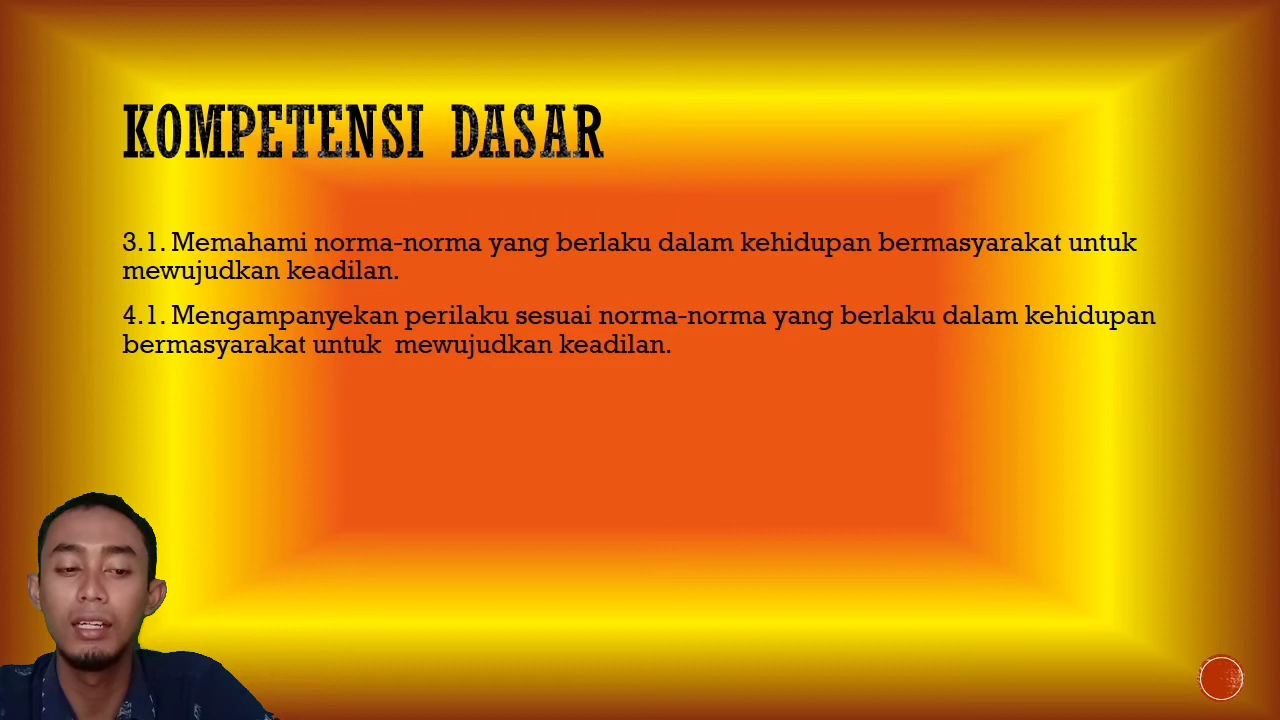 KOMPETENSI DASAR
3.1. Memahami norma-norma yang berlaku dalam kehidupan bermasyarakat untuk
mewujudkan keadilan.
4.1. Mengampanyekan perilaku sesuai norma-norma yang berlaku dalam kehidupan
bermasyarakat untuk  mewujudkan keadilan.